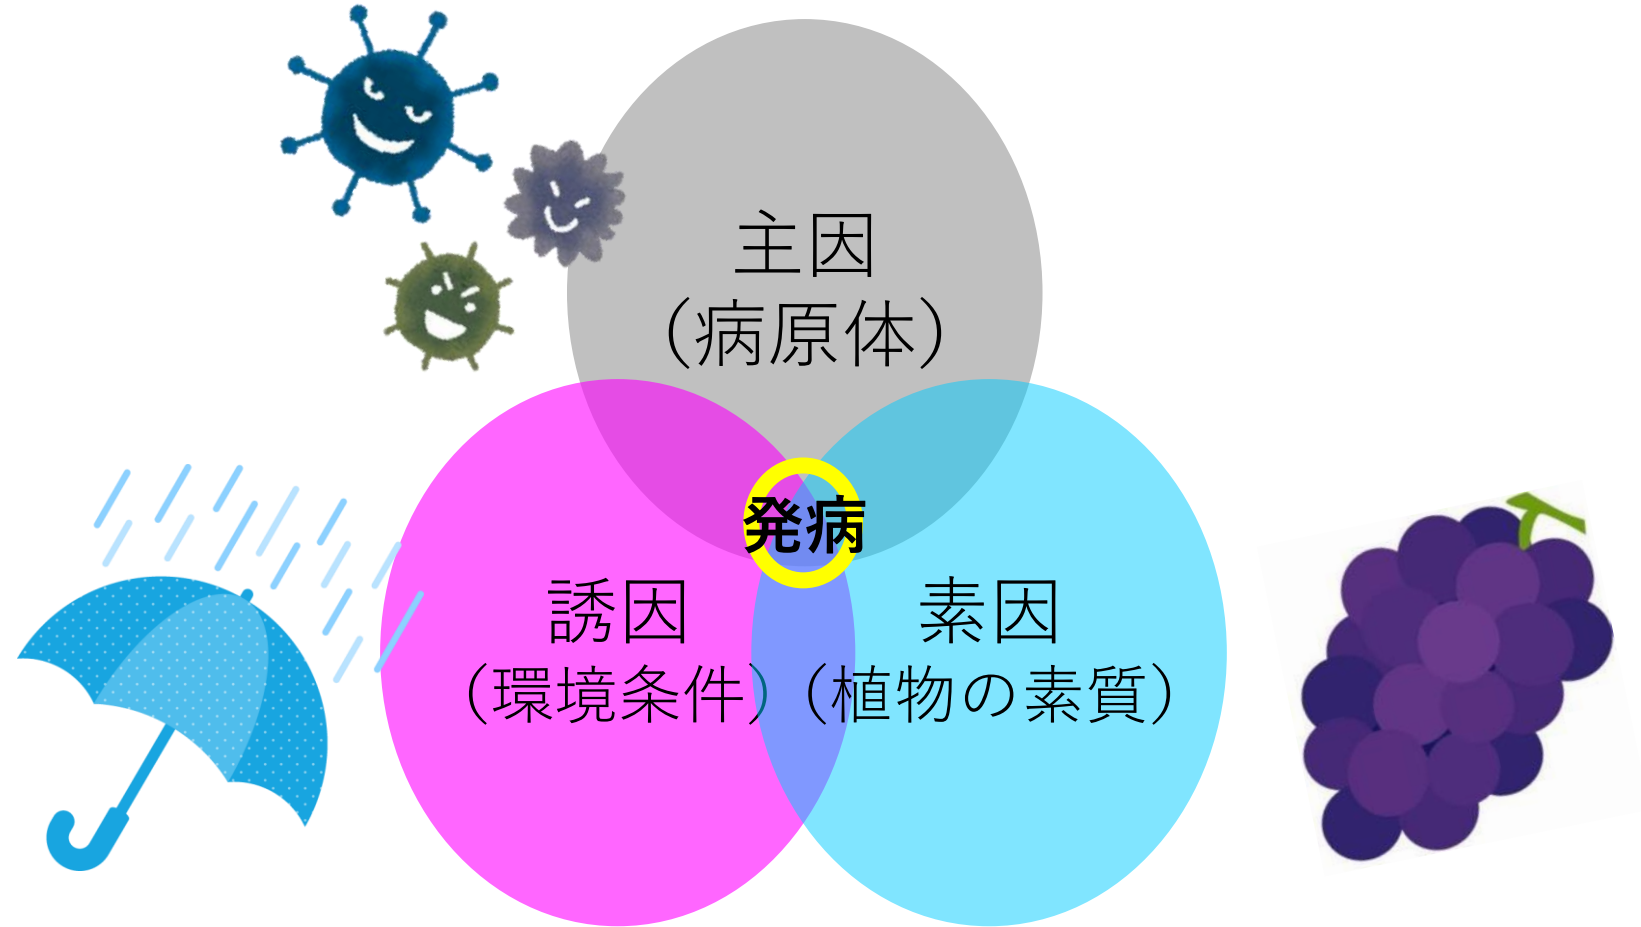 主因
（病原体）
発病
誘因
（環境条件）
素因
（植物の素質）